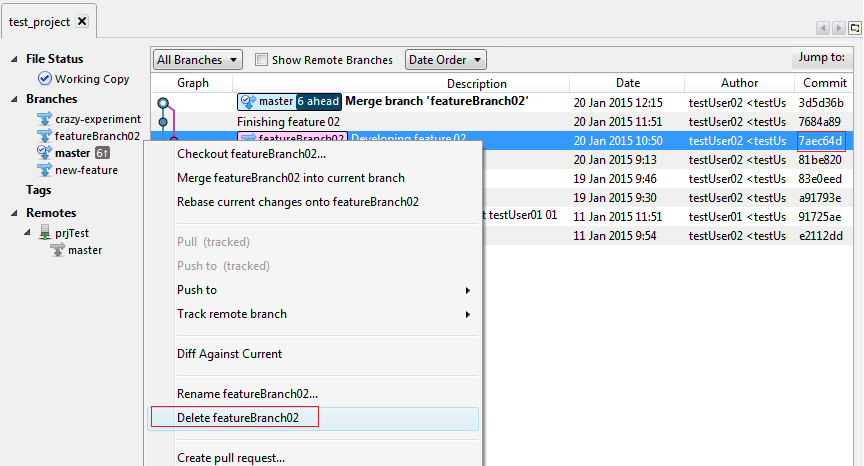 test_project
File Status
Working Copy
Branches
crazy-experiment
featureBranch02
master 6↑
new-feature
Tags
Remotes
prjTest
master
All Branches Show Remote Branches Date Order Jump to:
Graph Description Date Author Commit
master 6 ahead Merge branch 'featureBranch02' 20 Jan 2015 12:15 testUser02 <testUs 3d5d36b
Finishing feature 02 20 Jan 2015 11:51 testUser02 <testUs 7684a89
featureBranch02 Developing feature 02 20 Jan 2015 10:50 testUser02 <testUs 7aec64d
20 Jan 2015 9:13 testUser02 <testUs 81be820
19 Jan 2015 9:46 testUser02 <testUs 83e0eed
19 Jan 2015 9:30 testUser02 <testUs a91793e
t testUser01 01 11 Jan 2015 11:51 testUser01 <testUs 91725ae
11 Jan 2015 9:54 testUser02 <testUs e2112dd
Checkout featureBranch02...
Merge featureBranch02 into current branch
Rebase current changes onto featureBranch02
Pull (tracked)
Push to (tracked)
Push to
Track remote branch
Diff Against Current
Rename featureBranch02...
Delete featureBranch02
Create pull request...